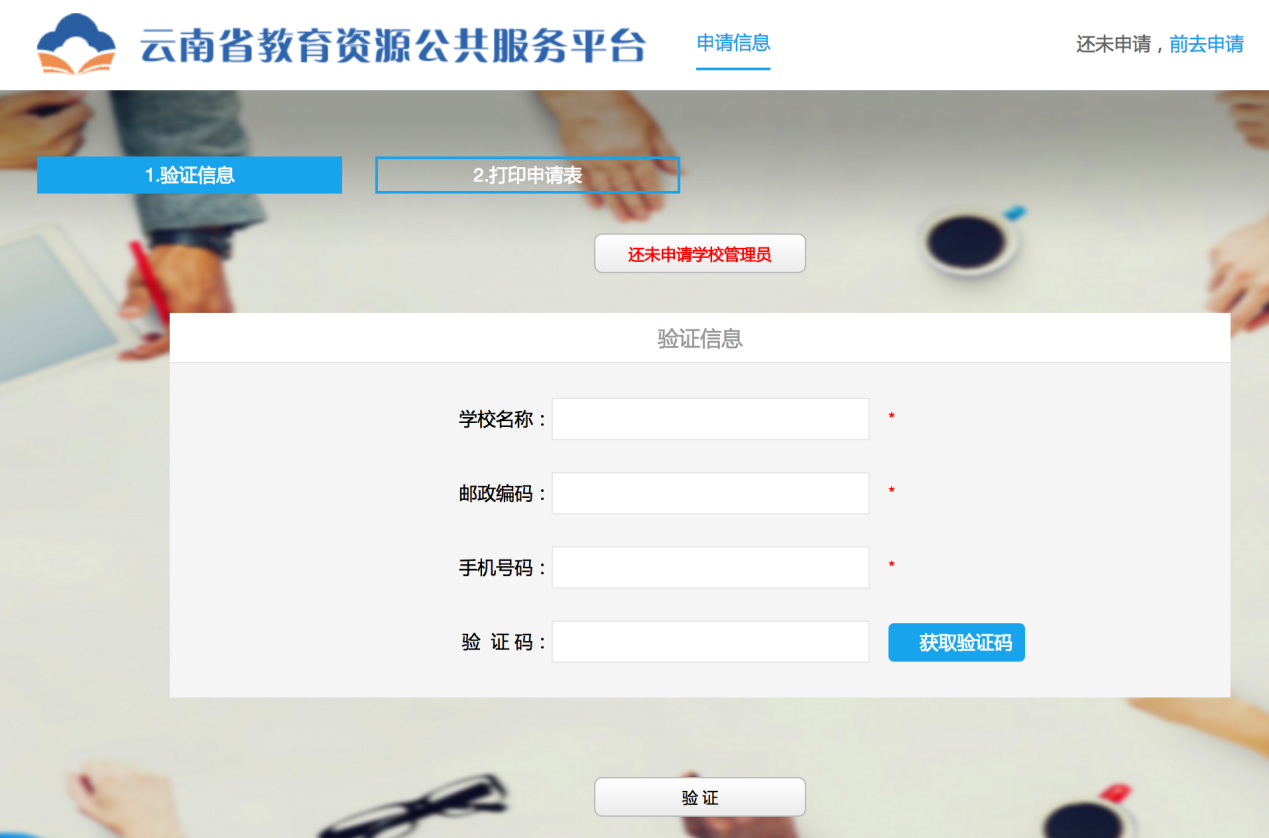 云南省教育资源公共服务平台 申请信息 还未申请，前去申请
1.验证信息 2.打印申请表
还未申请学校管理员
验证信息
学校名称： *
邮政编码： *
手机号码： *
验 证 码： 获取验证码
验 证